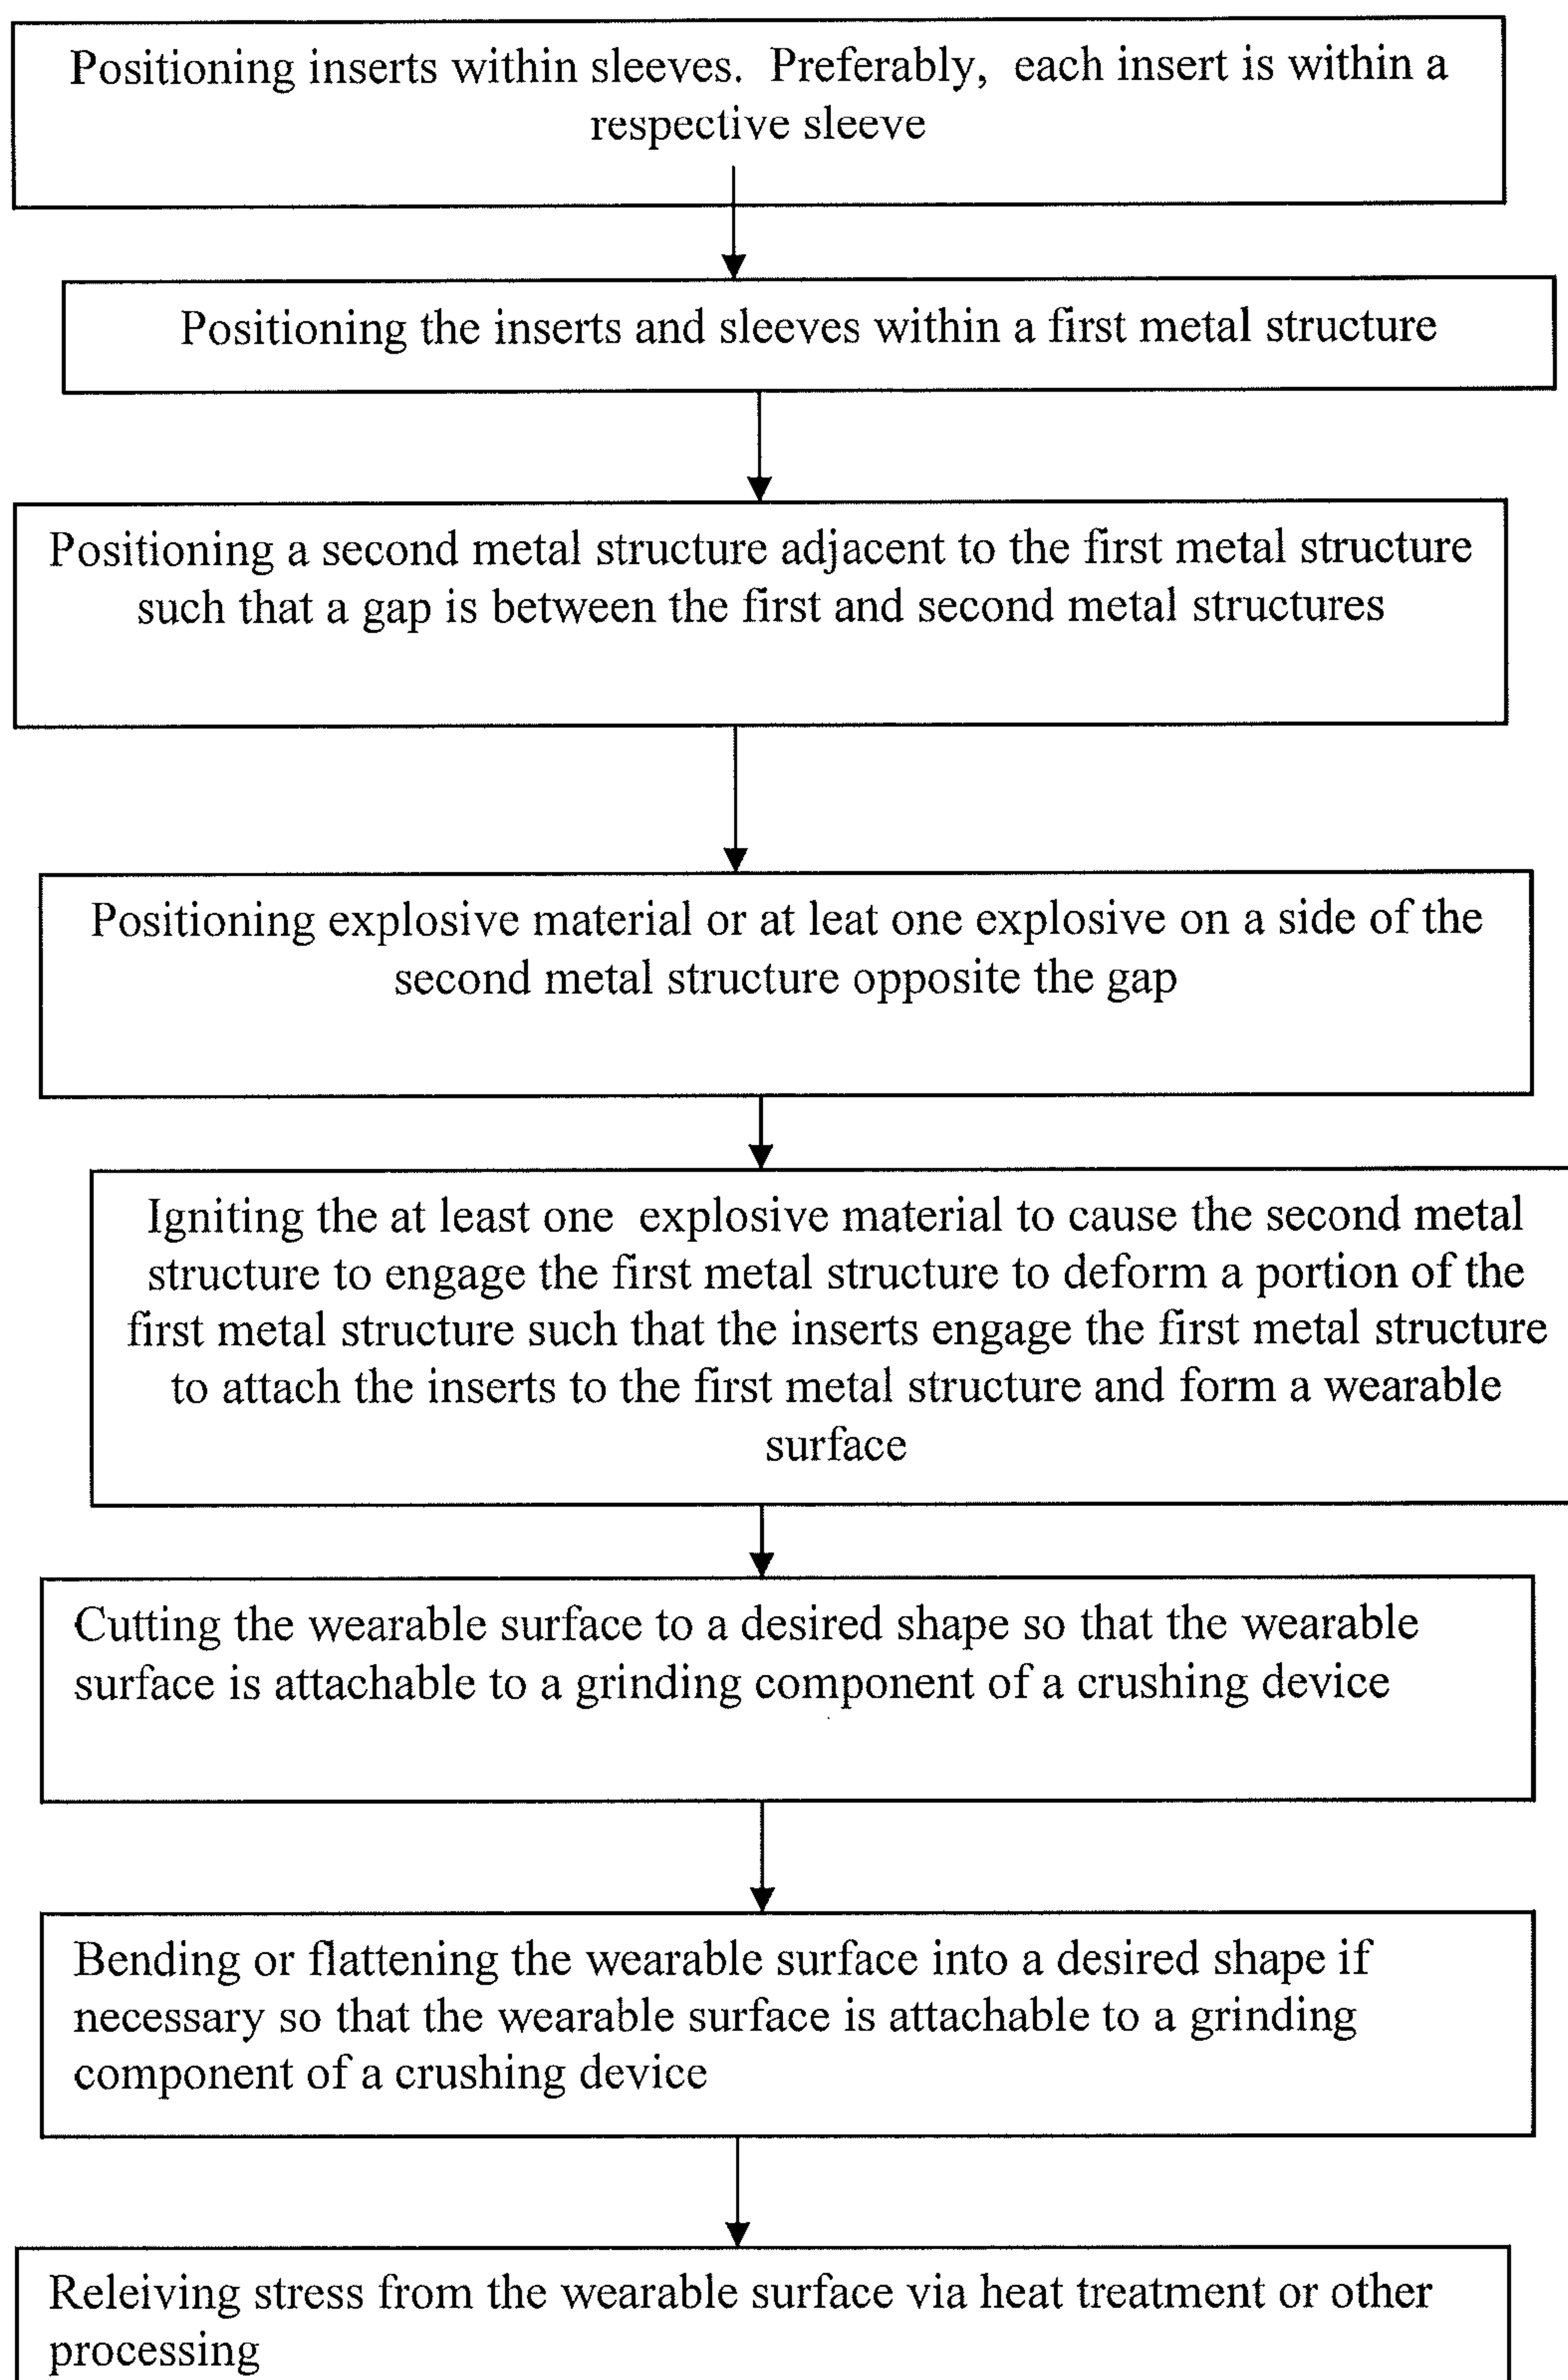 Positioning inserts within sleeves.  Preferably,  each insert is within a
respective sleeve
Positioning the inserts and sleeves within a first metal structure
Positioning a second metal structure adjacent to the first metal structure
such that a gap is between the first and second metal structures
Positioning explosive material or at leat one explosive on a side of the
second metal structure opposite the gap
Igniting the at least one  explosive material to cause the second metal
structure to engage the first metal structure to deform a portion of the
first metal structure such that the inserts engage the first metal structure
to attach the inserts to the first metal structure and form a wearable
surface
Cutting the wearable surface to a desired shape so that the wearable
surface is attachable to a grinding component of a crushing device
Bending or flattening the wearable surface into a desired shape if
necessary so that the wearable surface is attachable to a grinding
component of a crushing device
Releiving stress from the wearable surface via heat treatment or other
processing